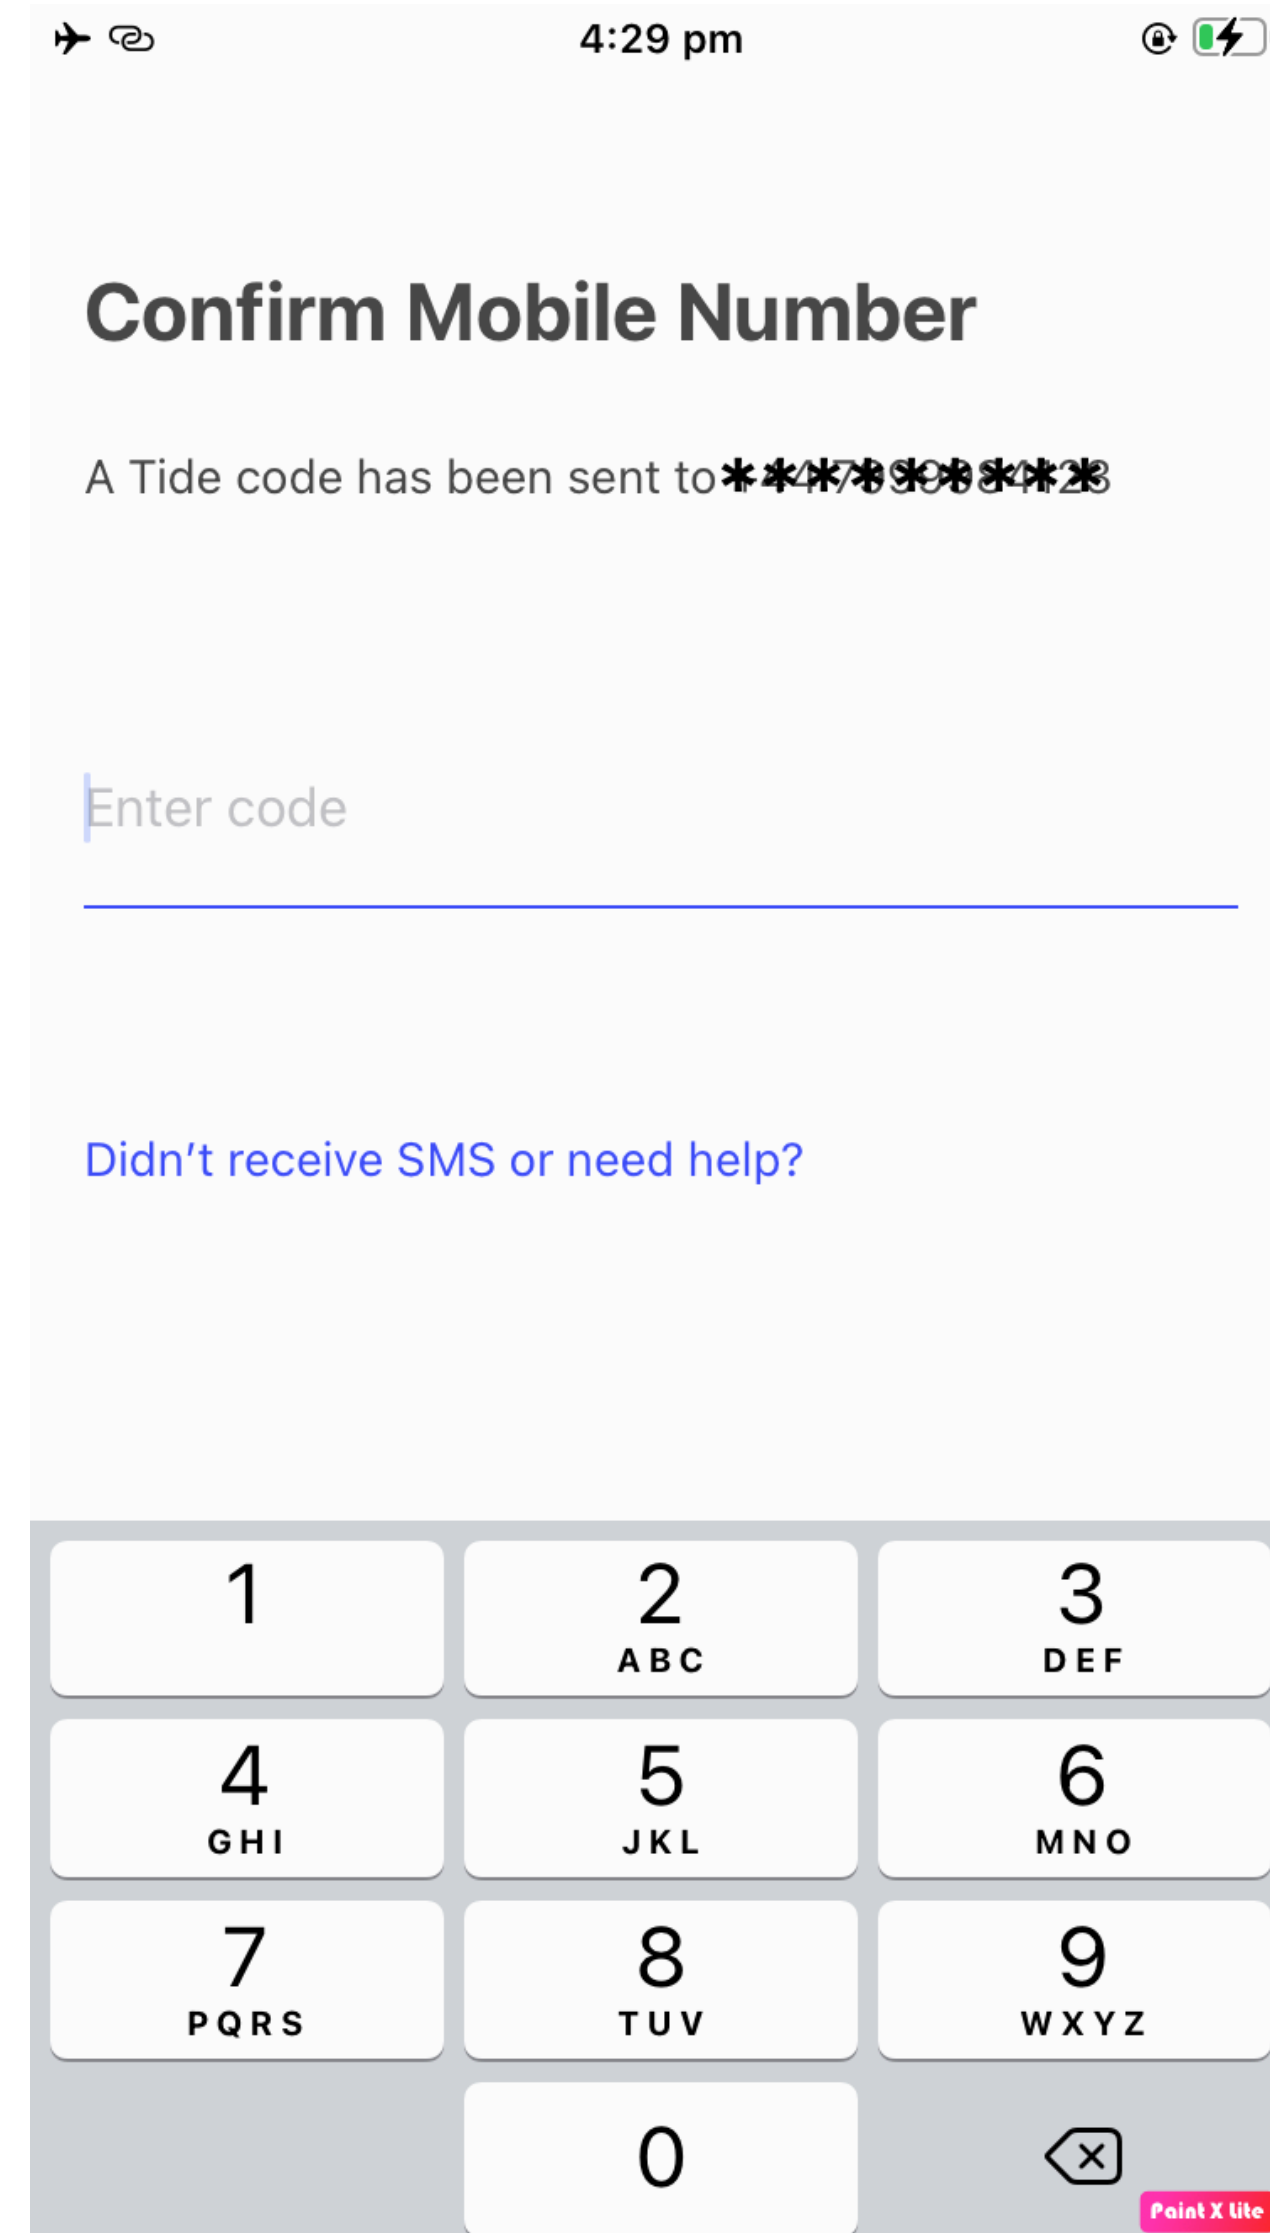 4:29 pm
Confirm Mobile Number
A Tide code has been sent to *********
Enter code
Didn't receive SMS or need help?
1
2
ABC
3
DEF
4
GHI
5
JKL
6
MNO
7
PQRS
8
TUV
9
WXYZ
0
Paint X lite